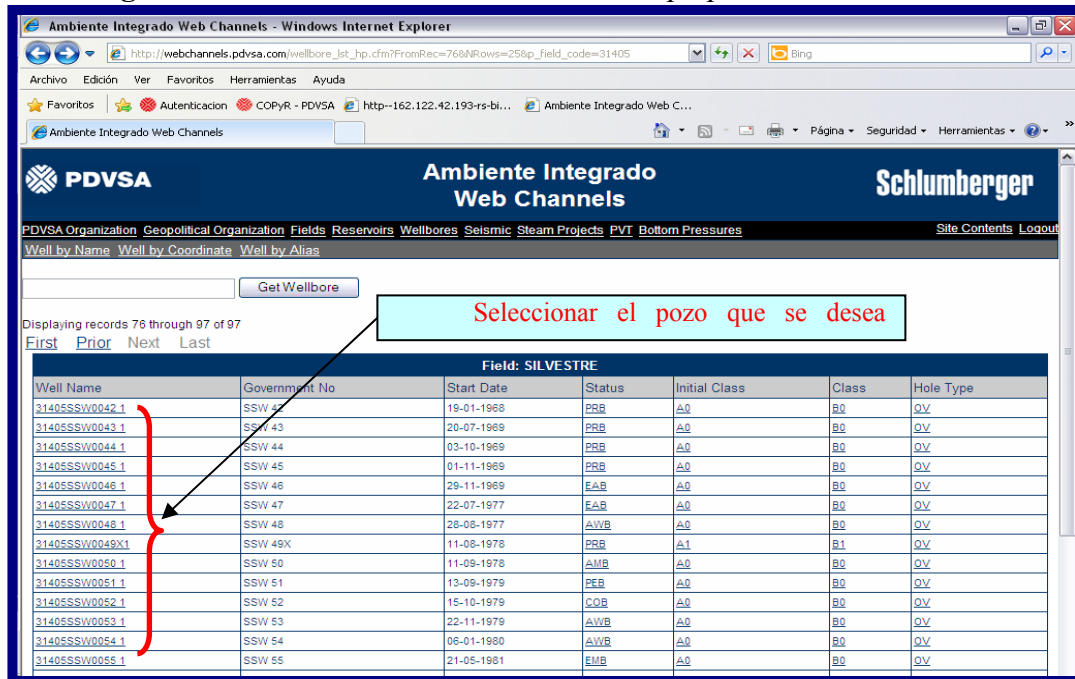 Ambiente Integrado Web Channels - Windows Internet Explorer
http://webchannels.pdvsa.com/wellbore_lst_hp.cfm?FromRec=76&NRows=25&p_field_code=31405
Bing
Archivo Edición Ver Favoritos Herramientas Ayuda
Favoritos Autenticacion COPyR - PDVSA http--162.122.42.193-rs-bi... Ambiente Integrado Web C...
Ambiente Integrado Web Channels
Página Seguridad Herramientas
PDVSA
Ambiente Integrado
Web Channels
Schlumberger
PDVSA Organization Geopolitical Organization Fields Reservoirs Wellbores Seismic Steam Projects PVT Bottom Pressures Site Contents Logout
Well by Name Well by Coordinate Well by Alias
Get Wellbore
Seleccionar el pozo que se desea
Displaying records 76 through 97 of 97
First Prior Next Last
Field: SILVESTRE
Well Name Government No Start Date Status Initial Class Class Hole Type
31405SSW0042 1 SSW 42 19-01-1968 PRB A0 B0 OV
31405SSW0043 1 SSW 43 20-07-1969 PRB A0 B0 OV
31405SSW0044 1 SSW 44 03-10-1969 PRB A0 B0 OV
31405SSW0045 1 SSW 45 01-11-1969 PRB A0 B0 OV
31405SSW0046 1 SSW 46 29-11-1969 EAB A0 B0 OV
31405SSW0047 1 SSW 47 22-07-1977 EAB A0 B0 OV
31405SSW0048 1 SSW 48 28-08-1977 AWB A0 B0 OV
31405SSW0049X1 SSW 49X 11-08-1978 PRB A1 B1 OV
31405SSW0050 1 SSW 50 11-09-1978 AMB A0 B0 OV
31405SSW0051 1 SSW 51 13-09-1979 PEB A0 B0 OV
31405SSW0052 1 SSW 52 15-10-1979 COB A0 B0 OV
31405SSW0053 1 SSW 53 22-11-1979 AWB A0 B0 OV
31405SSW0054 1 SSW 54 06-01-1980 AWB A0 B0 OV
31405SSW0055 1 SSW 55 21-05-1981 EMB A0 B0 OV